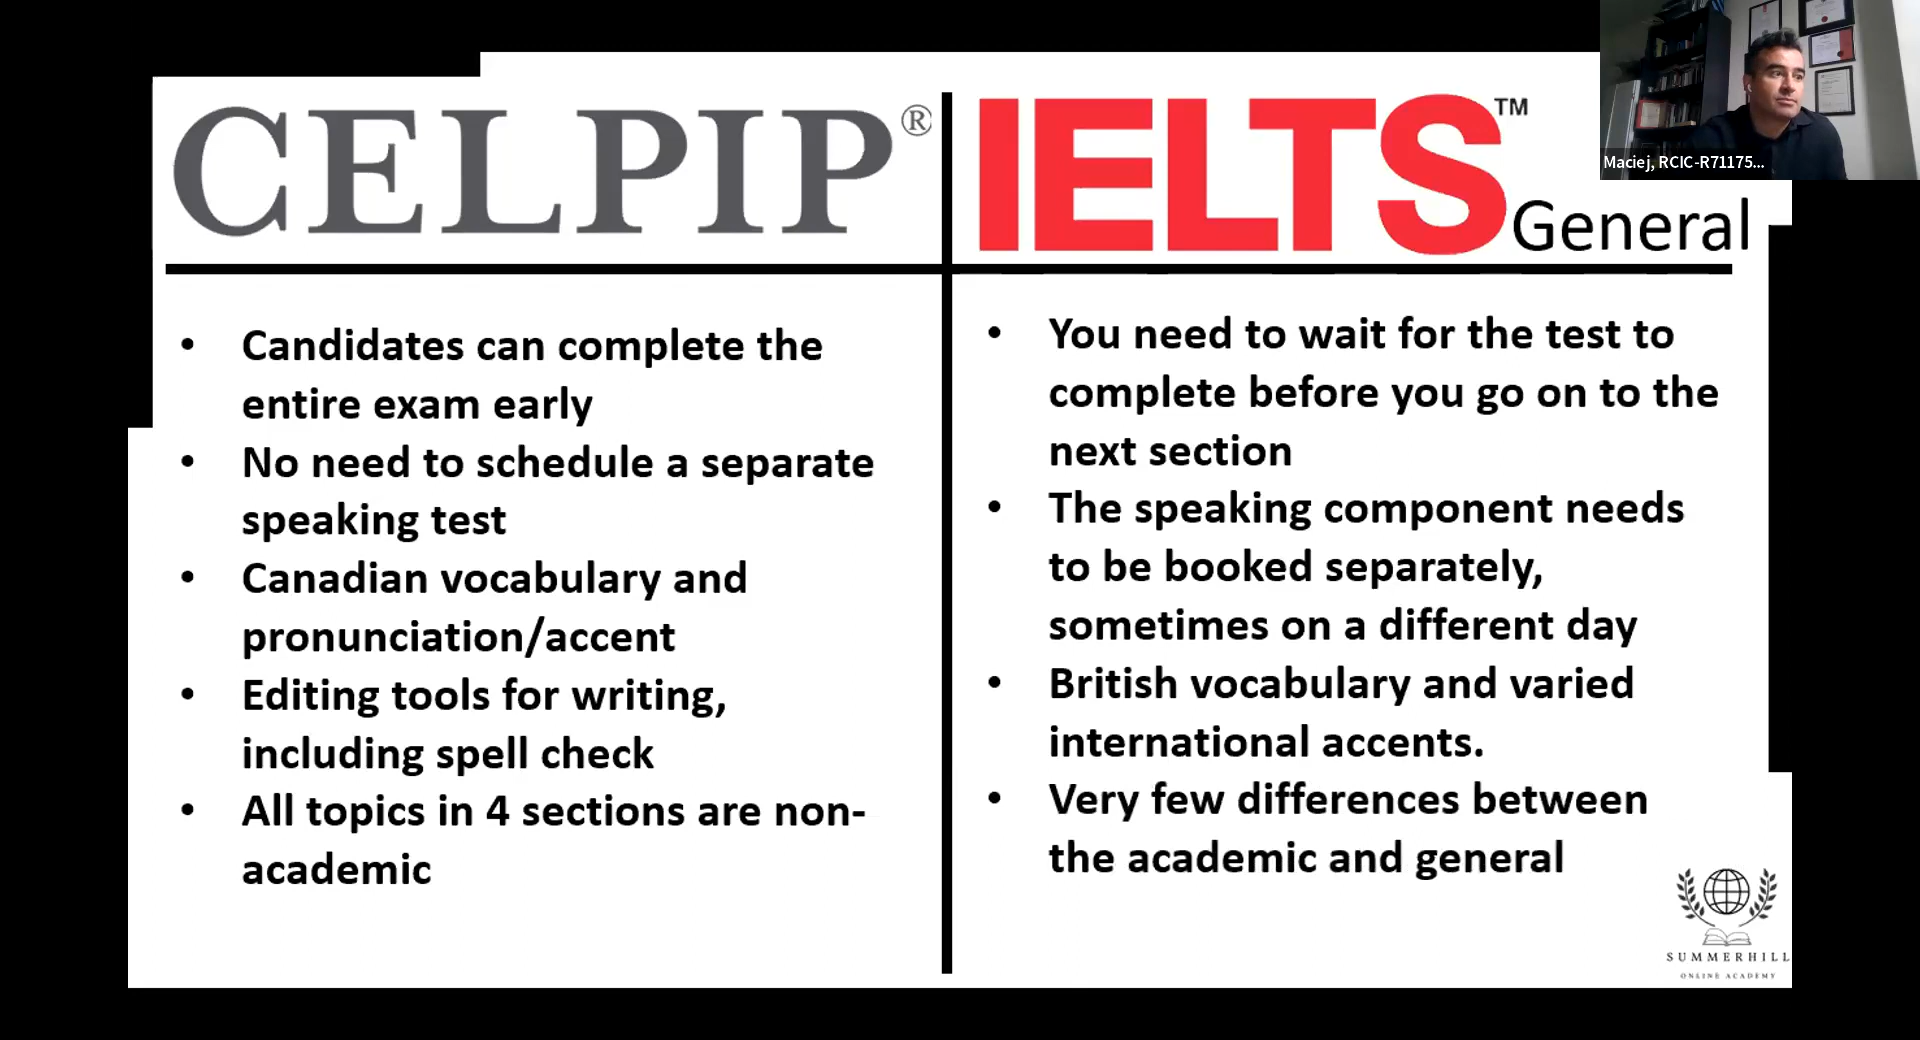 CELPIP®
IELTS™
General
Maciej, RCIC-R71175...
• Candidates can complete the
entire exam early
• No need to schedule a separate
speaking test
• Canadian vocabulary and
pronunciation/accent
• Editing tools for writing,
including spell check
• All topics in 4 sections are non-
academic
• You need to wait for the test to
complete before you go on to the
next section
• The speaking component needs
to be booked separately,
sometimes on a different day
• British vocabulary and varied
international accents.
• Very few differences between
the academic and general
SUMMERHILL
ONLINE ACADEMY